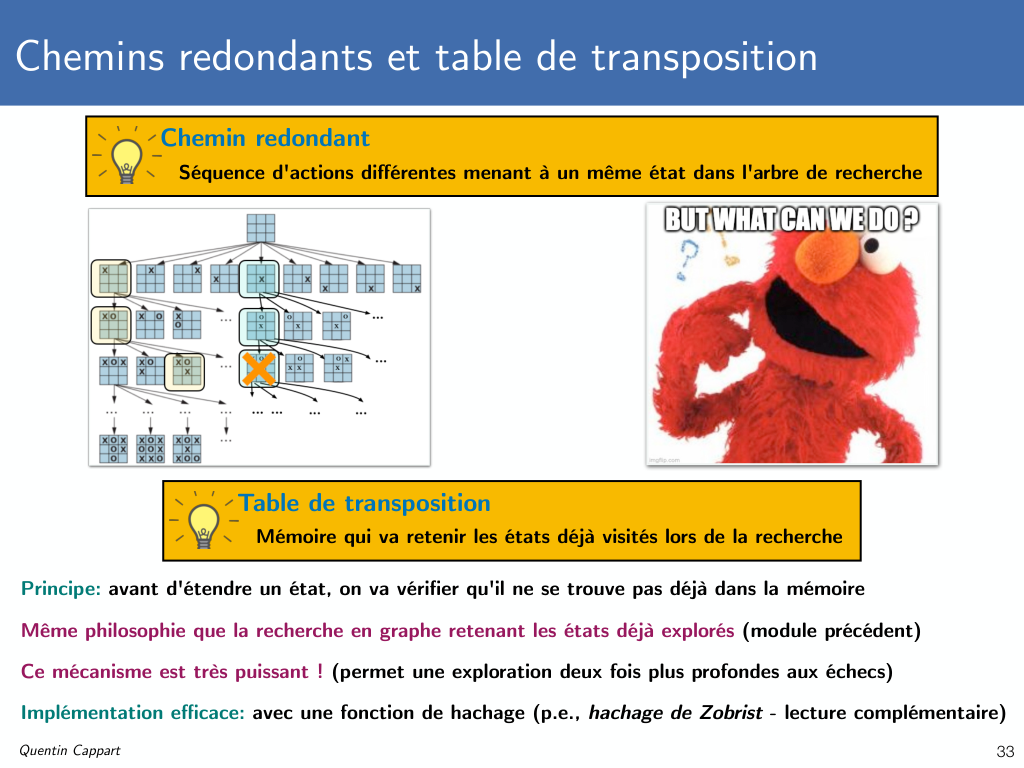 Chemins redondants et table de transposition
Chemin redondant
Séquence d'actions différentes menant à un même état dans l'arbre de recherche
BUT WHAT CAN WE DO ?
imgflip.com
Table de transposition
Mémoire qui va retenir les états déjà visités lors de la recherche
Principe: avant d'étendre un état, on va vérifier qu'il ne se trouve pas déjà dans la mémoire
Même philosophie que la recherche en graphe retenant les états déjà explorés (module précédent)
Ce mécanisme est très puissant ! (permet une exploration deux fois plus profondes aux échecs)
Implémentation efficace: avec une fonction de hachage (p.e., hachage de Zobrist - lecture complémentaire)
Quentin Cappart
33